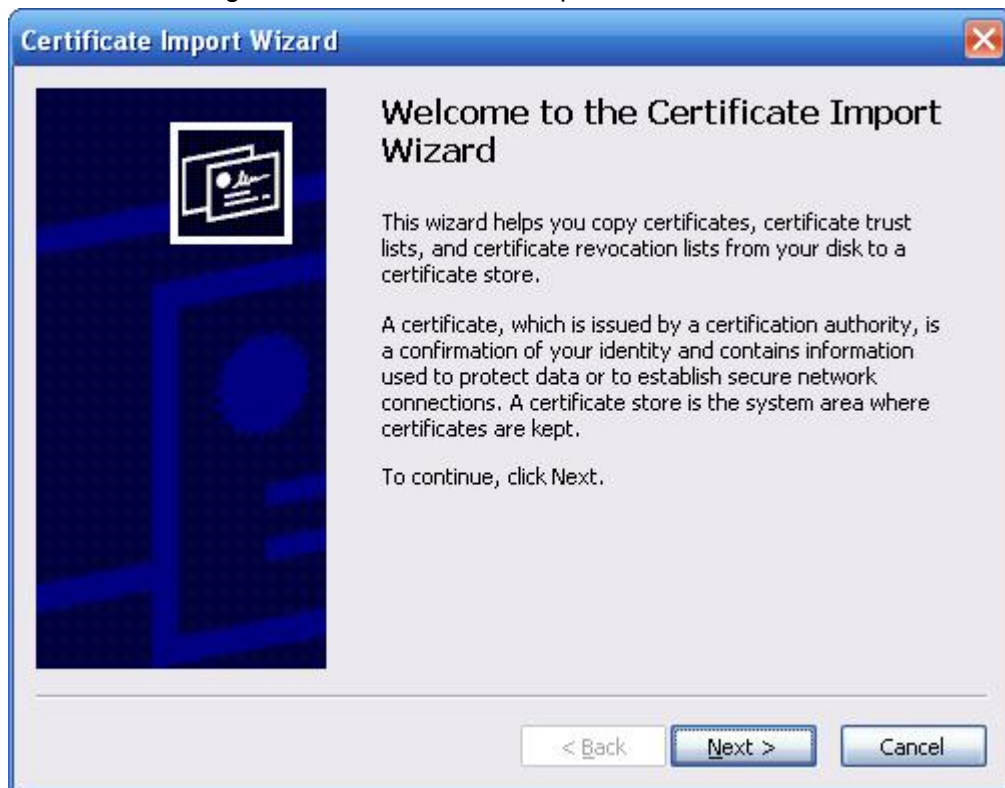 Certificate Import Wizard
Welcome to the Certificate Import
Wizard
This wizard helps you copy certificates, certificate trust
lists, and certificate revocation lists from your disk to a
certificate store.
A certificate, which is issued by a certification authority, is
a confirmation of your identity and contains information
used to protect data or to establish secure network
connections. A certificate store is the system area where
certificates are kept.
To continue, click Next.
< Back Next > Cancel